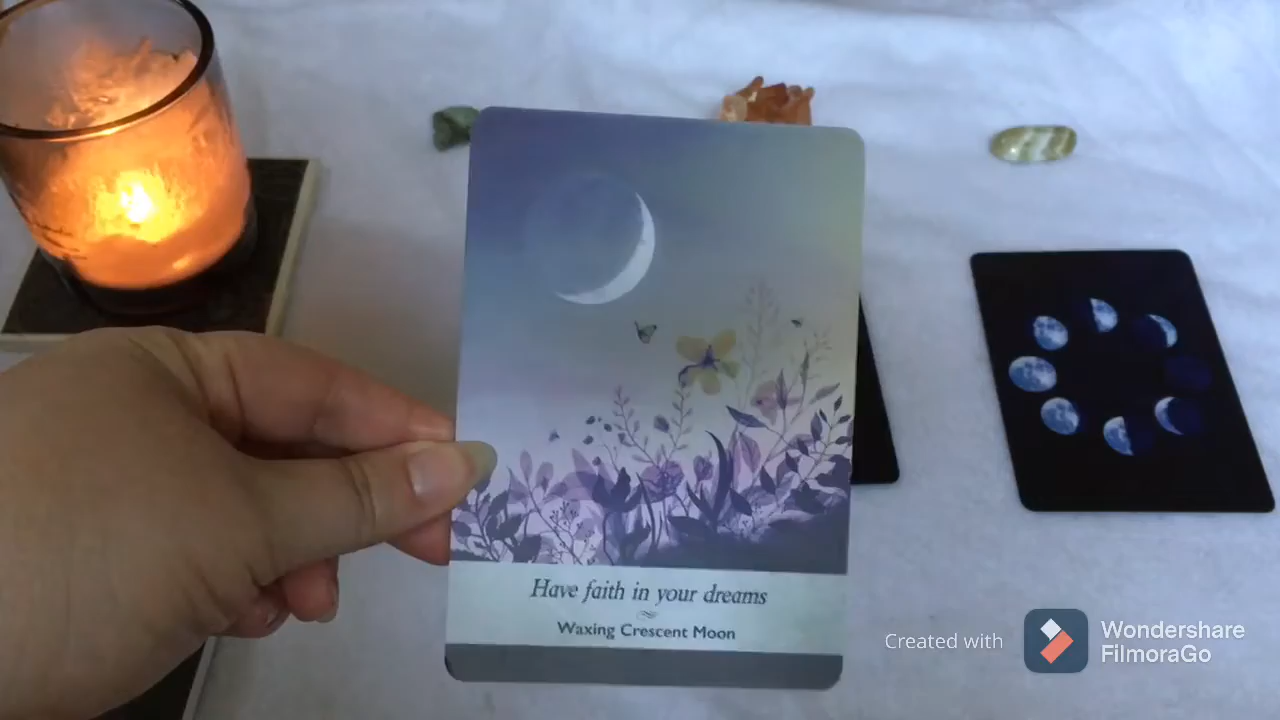 Have faith in your dreams
Waxing Crescent Moon
Created with
Wondershare
FilmoraGo